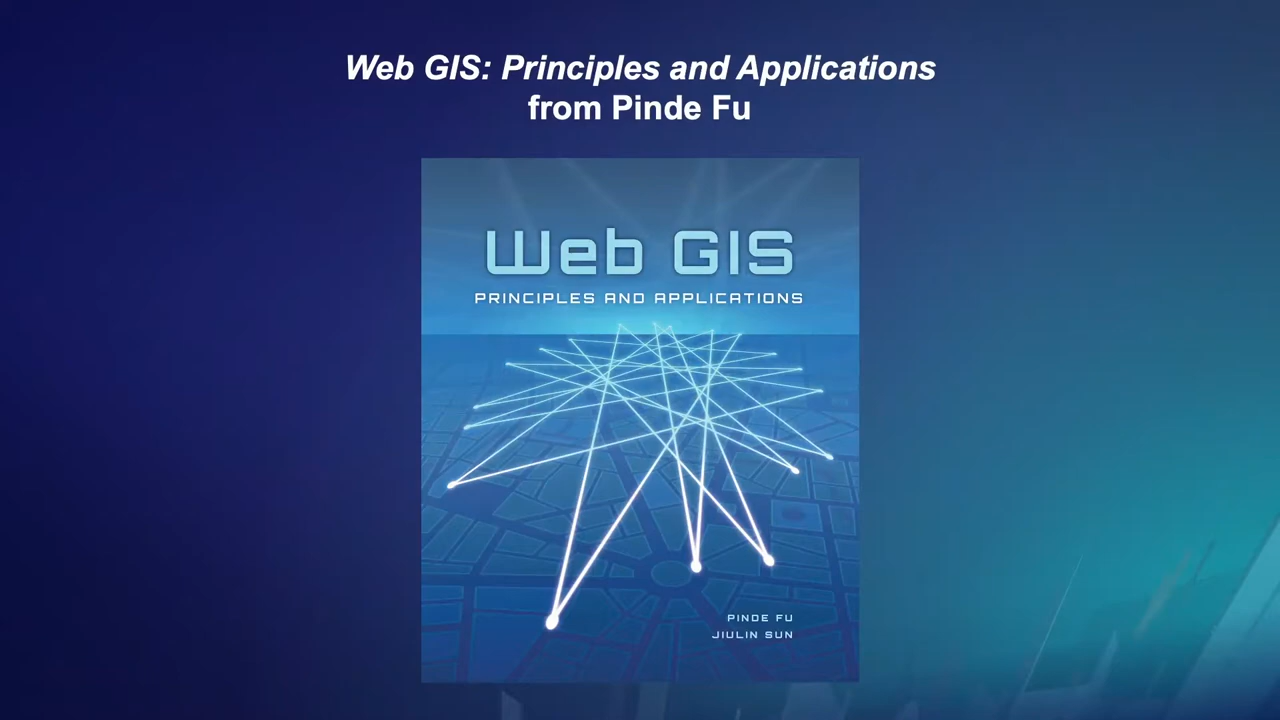 Web GIS: Principles and Applications
from Pinde Fu
Web GIS
PRINCIPLES AND APPLICATIONS
PINDE FU
JIULIN SUN